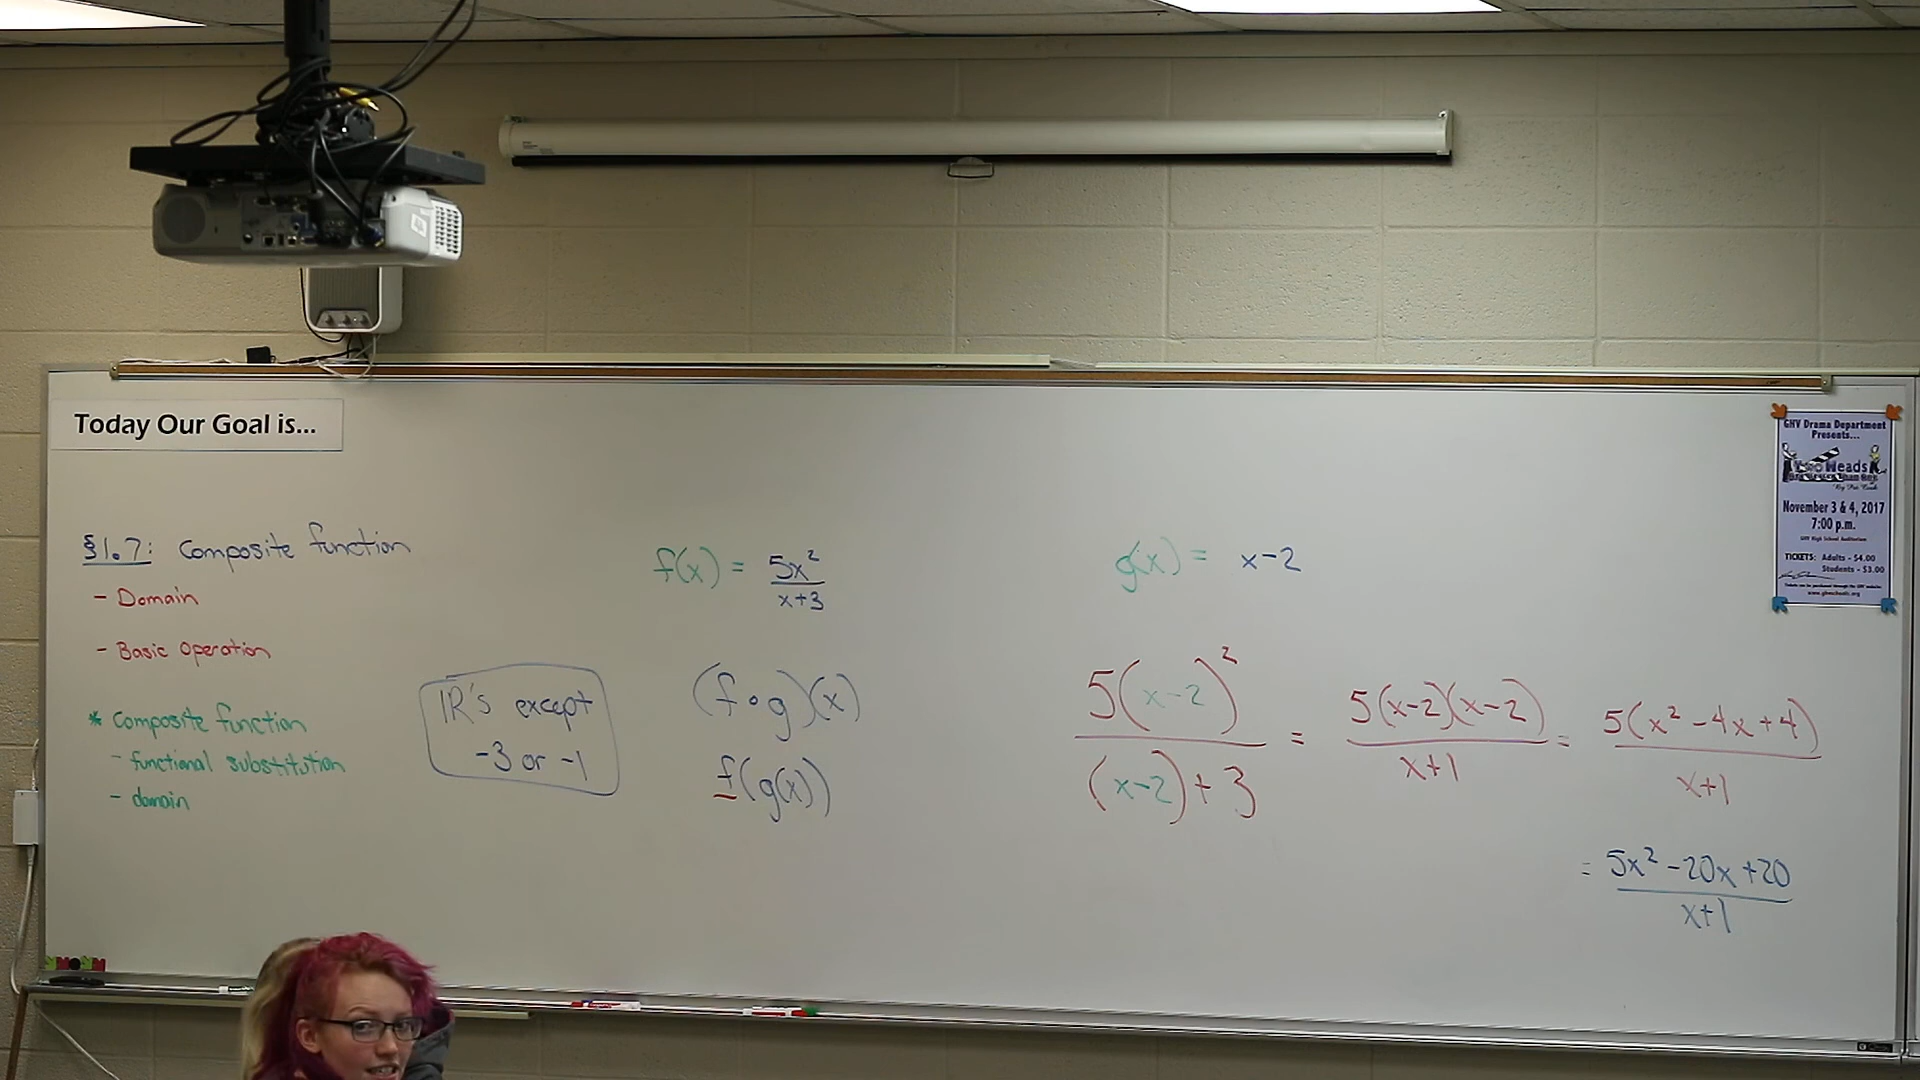 Today Our Goal is...
§1.7: Composite function
- Domain
- Basic Operation
* Composite function
- functional substitution
- domain
IR's except
-3 or -1
f(x) = 5x²
x+3
(f∘g)(x)
f(g(x))
g(x) = x-2
5(x-2)²
(x-2)+3
= 5(x-2)(x-2)
x+1
= 5(x²-4x+4)
x+1
= 5x²-20x+20
x+1
GHV Drama Department
Presents...
Two Heads
November 3 & 4, 2017
7:00 p.m.
GHV High School Auditorium
TICKETS: Adults - $4.00
Students - $3.00